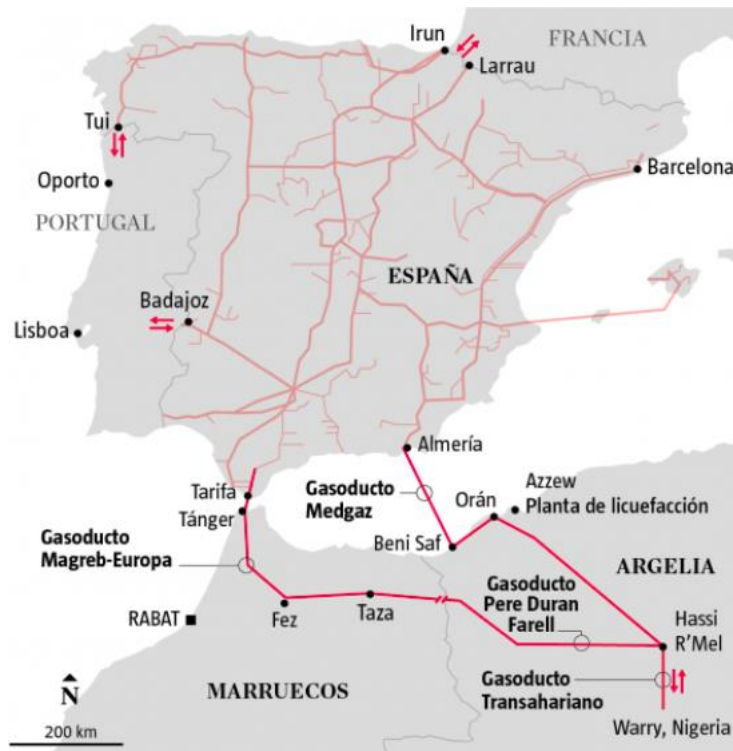 Irun
FRANCIA
Larrau
Tui
Oporto
Barcelona
PORTUGAL
ESPAÑA
Badajoz
Lisboa
Almería
Tarifa
Tánger
Gasoducto
Medgaz
Azzew
Planta de licuefacción
Orán
Gasoducto
Magreb-Europa
Beni Saf
ARGELIA
Gasoducto
Pere Duran
Farell
RABAT
Fez
Taza
Hassi
R'Mel
N
MARRUECOS
Gasoducto
Transahariano
200 km
Warry, Nigeria